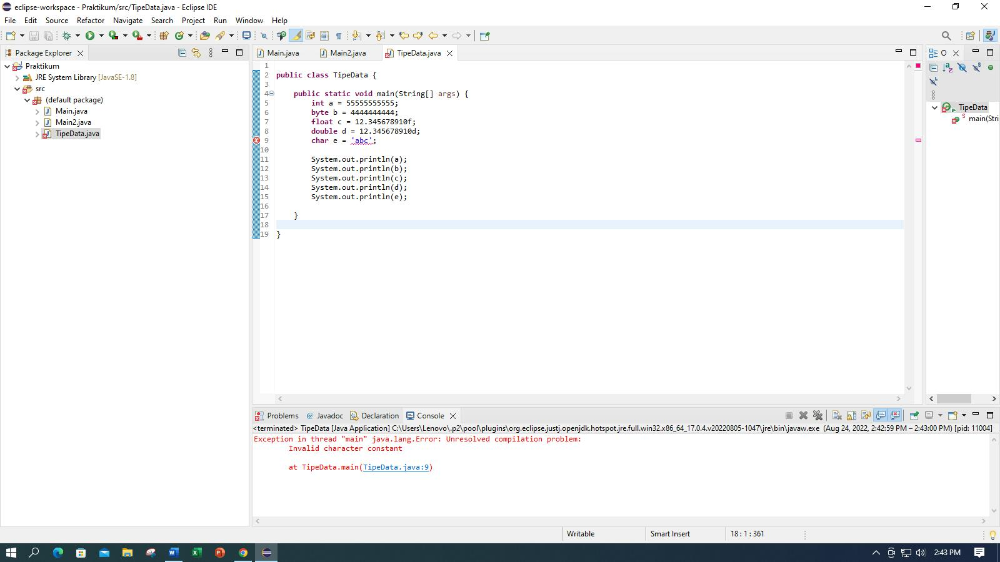 eclipse-workspace - Praktikum/src/TipeData.java - Eclipse IDE
File Edit Source Refactor Navigate Search Project Run Window Help
Package Explorer
Main.java Main2.java TipeData.java
O
Praktikum
JRE System Library [JavaSE-1.8]
src
(default package)
Main.java
Main2.java
TipeData.java
1
2 public class TipeData {
3
4 public static void main(String[] args) {
5 int a = 55555555555;
6 byte b = 4444444444;
7 float c = 12.345678910f;
8 double d = 12.345678910d;
9 char e = 'abc';
10
11 System.out.println(a);
12 System.out.println(b);
13 System.out.println(c);
14 System.out.println(d);
15 System.out.println(e);
16
17 }
18
19 }
TipeData
main(Stri
Problems @ Javadoc Declaration Console
<terminated> TipeData [Java Application] C:\Users\Lenovo\.p2\pool\plugins\org.eclipse.justj.openjdk.hotspot.jre.full.win32.x86_64_17.0.4.v20220805-1047\jre\bin\javaw.exe (Aug 24, 2022, 2:42:59 PM – 2:43:00 PM) [pid: 11004]
Exception in thread "main" java.lang.Error: Unresolved compilation problem:
Invalid character constant
at TipeData.main(TipeData.java:9)
Writable Smart Insert 18 : 1 : 361
2:43 PM